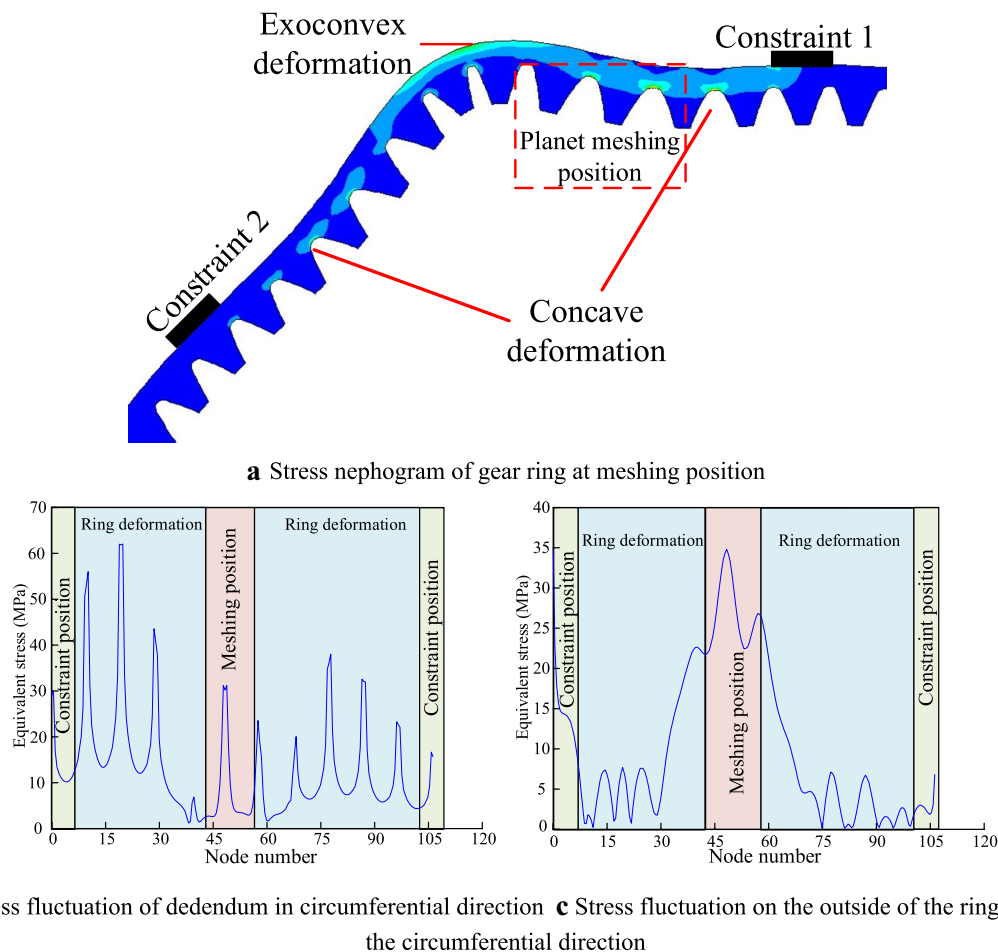 Exoconvex
deformation
Constraint 1
Planet meshing
position
Constraint 2
Concave
deformation
a Stress nephogram of gear ring at meshing position
70
60
50
40
30
20
10
0
Equivalent stress (MPa)
Constraint position
Ring deformation
Meshing position
Ring deformation
Constraint position
0 15 30 45 60 75 90 105 120
Node number
40
35
30
25
20
15
10
5
0
Equivalent stress (MPa)
Constraint position
Ring deformation
Meshing position
Ring deformation
Constraint position
0 15 30 45 60 75 90 105 120
Node number
ss fluctuation of dedendum in circumferential direction c Stress fluctuation on the outside of the ring
the circumferential direction